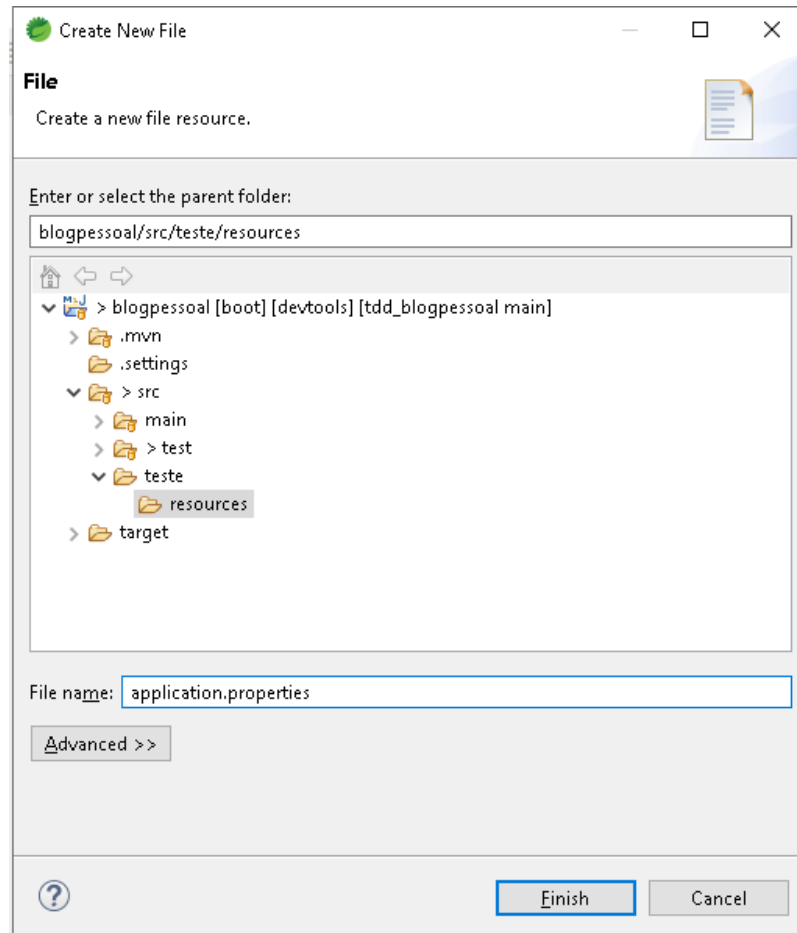 Create New File
File
Create a new file resource.
Enter or select the parent folder:
blogpessoal/src/teste/resources
> blogpessoal [boot] [devtools] [tdd_blogpessoal main]
.mvn
.settings
> src
main
> test
teste
resources
target
File name: application.properties
Advanced >>
Finish Cancel